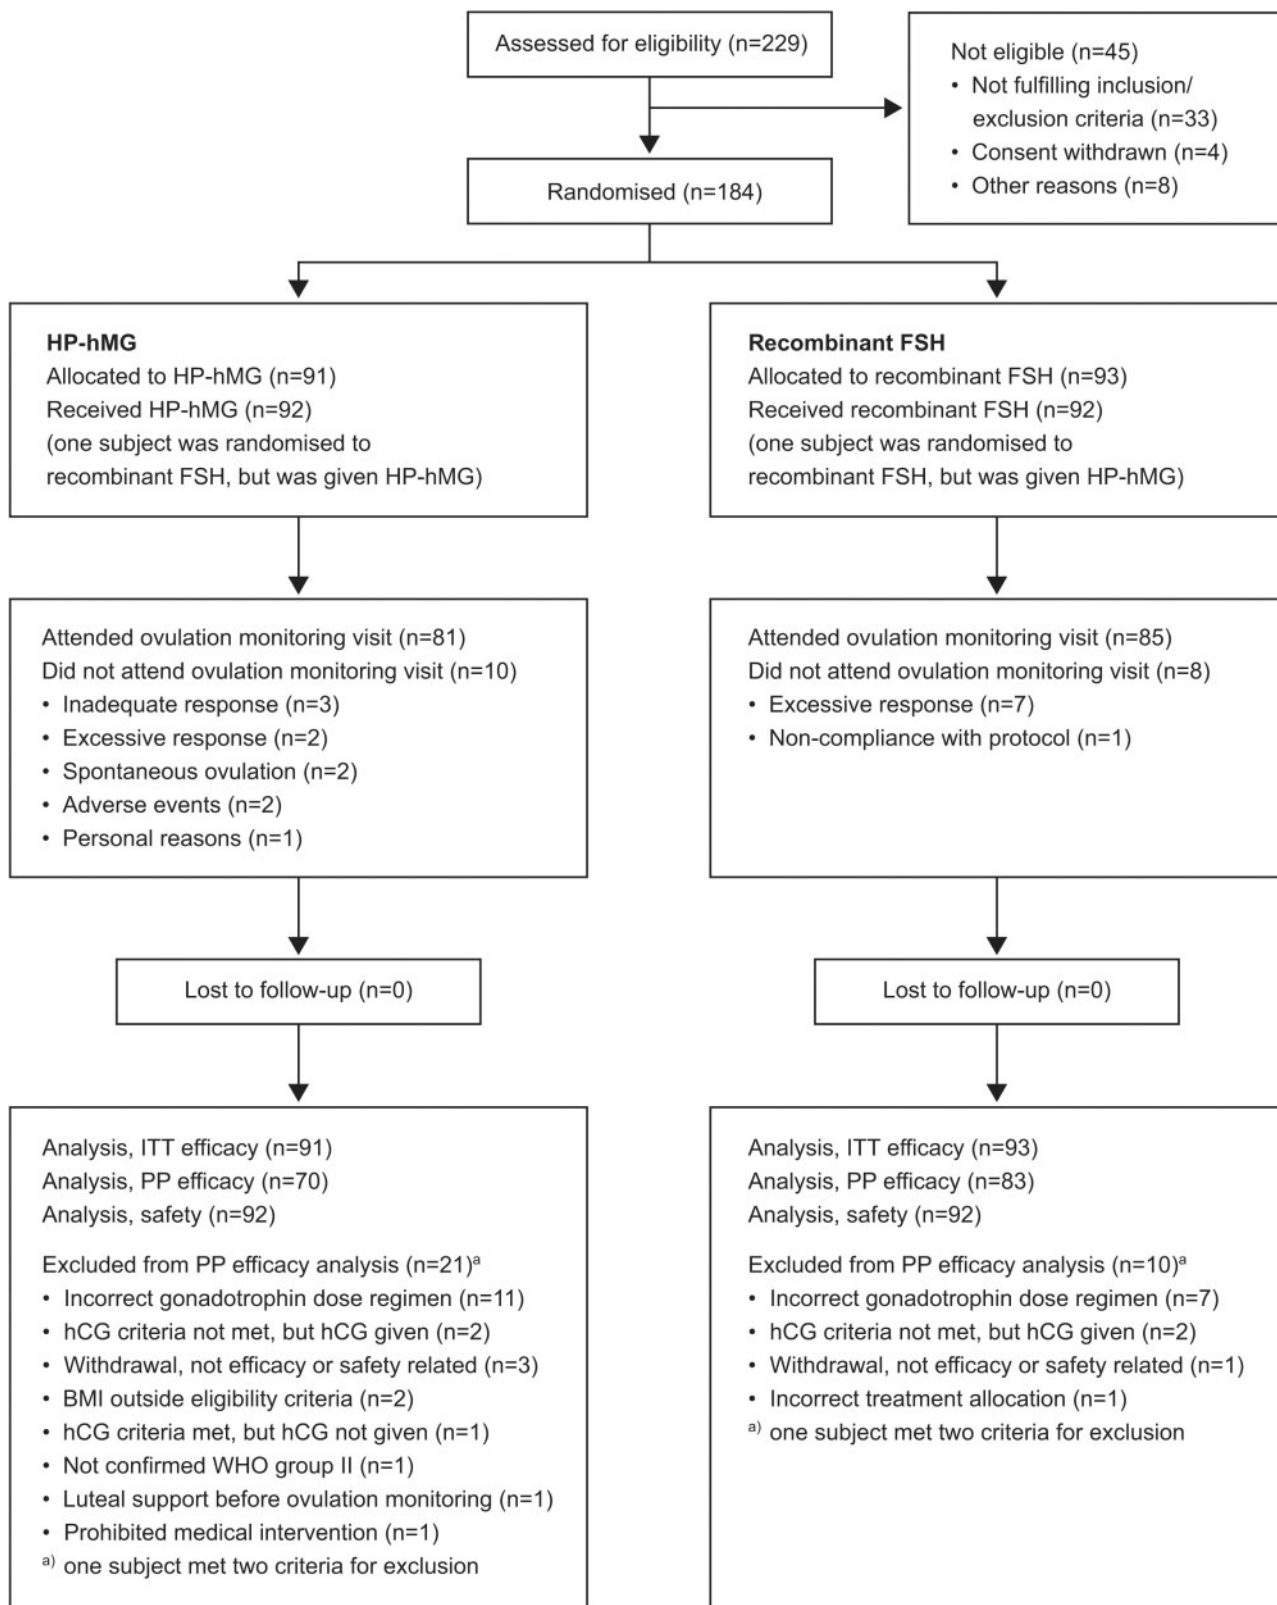 Assessed for eligibility (n=229)
Not eligible (n=45)
• Not fulfilling inclusion/
exclusion criteria (n=33)
• Consent withdrawn (n=4)
• Other reasons (n=8)
Randomised (n=184)
HP-hMG
Allocated to HP-hMG (n=91)
Received HP-hMG (n=92)
(one subject was randomised to
recombinant FSH, but was given HP-hMG)
Recombinant FSH
Allocated to recombinant FSH (n=93)
Received recombinant FSH (n=92)
(one subject was randomised to
recombinant FSH, but was given HP-hMG)
Attended ovulation monitoring visit (n=81)
Did not attend ovulation monitoring visit (n=10)
• Inadequate response (n=3)
• Excessive response (n=2)
• Spontaneous ovulation (n=2)
• Adverse events (n=2)
• Personal reasons (n=1)
Attended ovulation monitoring visit (n=85)
Did not attend ovulation monitoring visit (n=8)
• Excessive response (n=7)
• Non-compliance with protocol (n=1)
Lost to follow-up (n=0)
Lost to follow-up (n=0)
Analysis, ITT efficacy (n=91)
Analysis, PP efficacy (n=70)
Analysis, safety (n=92)
Excluded from PP efficacy analysis (n=21)a
• Incorrect gonadotrophin dose regimen (n=11)
• hCG criteria not met, but hCG given (n=2)
• Withdrawal, not efficacy or safety related (n=3)
• BMI outside eligibility criteria (n=2)
• hCG criteria met, but hCG not given (n=1)
• Not confirmed WHO group II (n=1)
• Luteal support before ovulation monitoring (n=1)
• Prohibited medical intervention (n=1)
a) one subject met two criteria for exclusion
Analysis, ITT efficacy (n=93)
Analysis, PP efficacy (n=83)
Analysis, safety (n=92)
Excluded from PP efficacy analysis (n=10)a
• Incorrect gonadotrophin dose regimen (n=7)
• hCG criteria not met, but hCG given (n=2)
• Withdrawal, not efficacy or safety related (n=1)
• Incorrect treatment allocation (n=1)
a) one subject met two criteria for exclusion